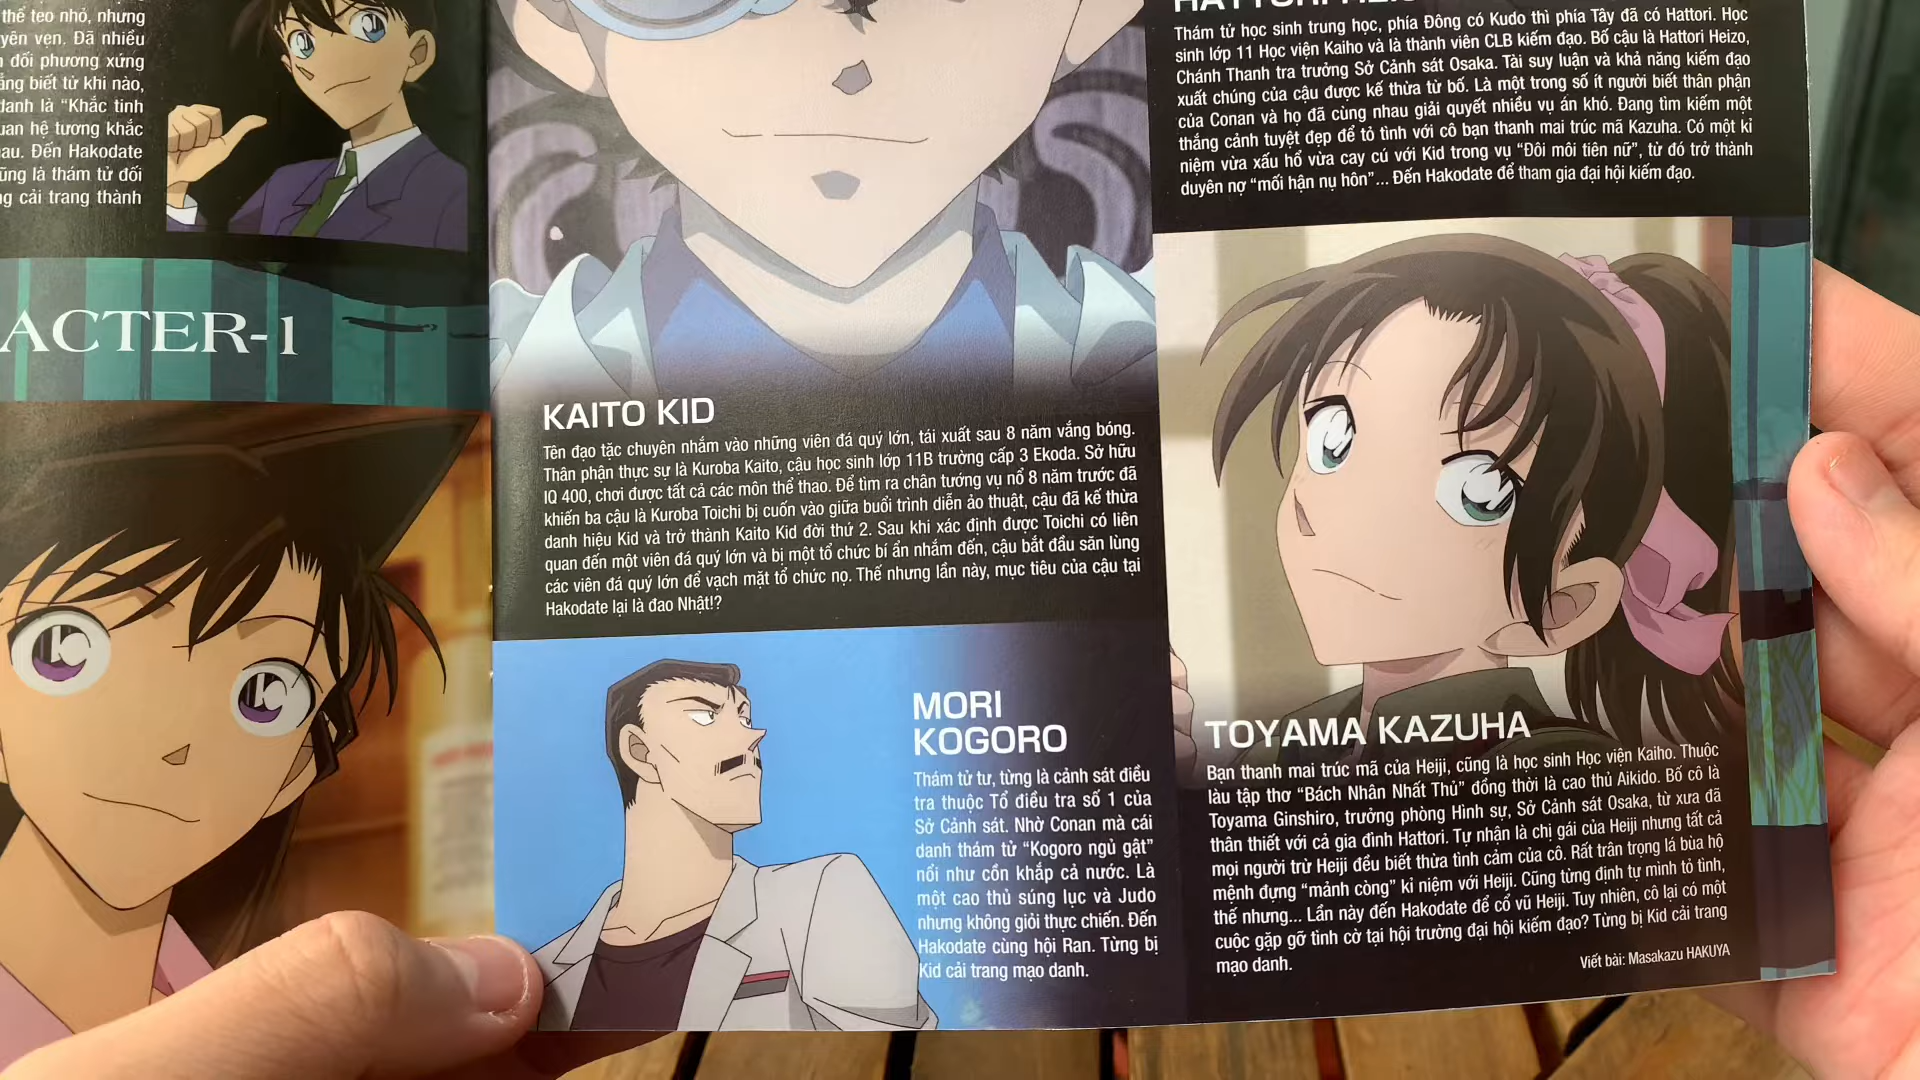 thể teo nhỏ, nhưng
yên vẹn. Đã nhiều
đối phương xứng
ẳng biết từ khi nào,
danh là “Khắc tinh
uan hệ tương khắc
au. Đến Hakodate
ũng là thám tử đối
g cải trang thành
ACTER-1
KAITO KID
Tên đạo tặc chuyên nhắm vào những viên đá quý lớn, tái xuất sau 8 năm vắng bóng.
Thân phận thực sự là Kuroba Kaito, cậu học sinh lớp 11B trường cấp 3 Ekoda. Sở hữu
IQ 400, chơi được tất cả các môn thể thao. Để tìm ra chân tướng vụ nổ 8 năm trước đã
khiến ba cậu là Kuroba Toichi bị cuốn vào giữa buổi trình diễn ảo thuật, cậu đã kế thừa
danh hiệu Kid và trở thành Kaito Kid đời thứ 2. Sau khi xác định được Toichi có liên
quan đến một viên đá quý lớn và bị một tổ chức bí ẩn nhắm đến, cậu bắt đầu săn lùng
các viên đá quý lớn để vạch mặt tổ chức nọ. Thế nhưng lần này, mục tiêu của cậu tại
Hakodate lại là đao Nhật!?
MORI
KOGORO
Thám tử tư, từng là cảnh sát điều
tra thuộc Tổ điều tra số 1 của
Sở Cảnh sát. Nhờ Conan mà cái
danh thám tử “Kogoro ngủ gật”
nổi như cồn khắp cả nước. Là
một cao thủ súng lục và Judo
nhưng không giỏi thực chiến. Đến
Hakodate cùng hội Ran. Từng bị
Kid cải trang mạo danh.
Thám tử học sinh trung học, phía Đông có Kudo thì phía Tây đã có Hattori. Học
sinh lớp 11 Học viện Kaiho và là thành viên CLB kiếm đạo. Bố cậu là Hattori Heizo,
Chánh Thanh tra trưởng Sở Cảnh sát Osaka. Tài suy luận và khả năng kiếm đạo
xuất chúng của cậu được kế thừa từ bố. Là một trong số ít người biết thân phận
của Conan và họ đã cùng nhau giải quyết nhiều vụ án khó. Đang tìm kiếm một
thắng cảnh tuyệt đẹp để tỏ tình với cô bạn thanh mai trúc mã Kazuha. Có một kỉ
niệm vừa xấu hổ vừa cay cú với Kid trong vụ “Đôi môi tiên nữ”, từ đó trở thành
duyên nợ “mối hận nụ hôn”... Đến Hakodate để tham gia đại hội kiếm đạo.
TOYAMA KAZUHA
Bạn thanh mai trúc mã của Heiji, cũng là học sinh Học viện Kaiho. Thuộc
làu tập thơ “Bách Nhân Nhất Thủ” đồng thời là cao thủ Aikido. Bố cô là
Toyama Ginshiro, trưởng phòng Hình sự, Sở Cảnh sát Osaka, từ xưa đã
thân thiết với cả gia đình Hattori. Tự nhận là chị gái của Heiji nhưng tất cả
mọi người trừ Heiji đều biết thừa tình cảm của cô. Rất trân trọng lá bùa hộ
mệnh đựng “mảnh còng” kỉ niệm với Heiji. Cũng từng định tự mình tỏ tình,
thế nhưng... Lần này đến Hakodate để cổ vũ Heiji. Tuy nhiên, cô lại có một
cuộc gặp gỡ tình cờ tại hội trường đại hội kiếm đạo? Từng bị Kid cải trang
mạo danh.
Viết bài: Masakazu HAKUYA